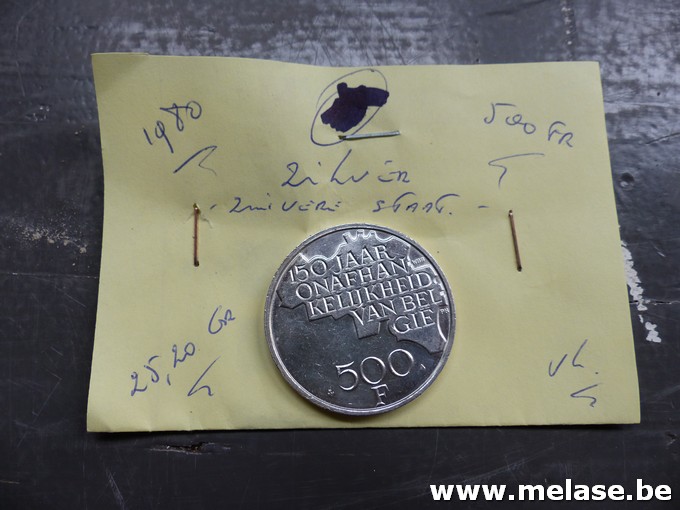 1980
500 FR
ZILVER
- ZUIVERE STAAT. -
150 JAAR
ONAFHAN
KELIJKHEID
VAN BEL
GIE
500
F
25,20 GR
VL.
www.melase.be